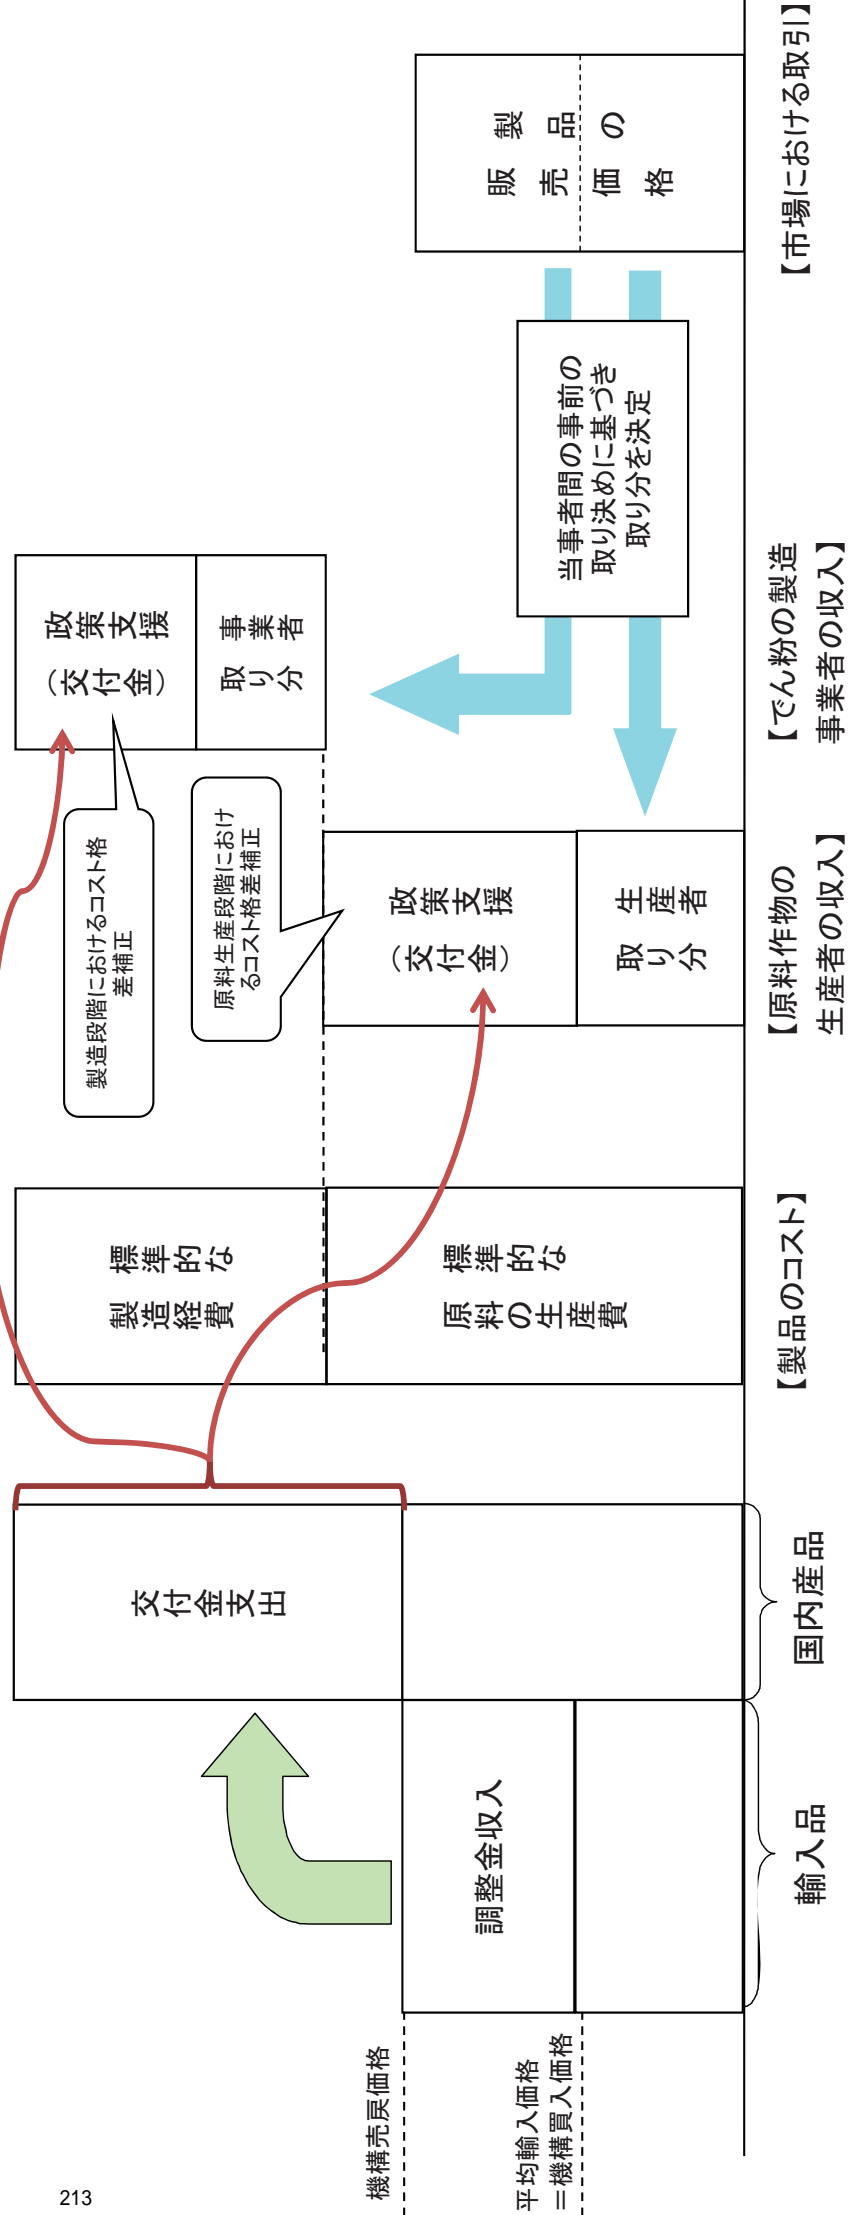 機構売戻価格
平均輸入価格
＝機構買入価格
調整金収入
輸入品
交付金支出
国内産品
標準的な
製造経費
標準的な
原料の生産費
【製品のコスト】
製造段階におけるコスト格
差補正
原料生産段階におけ
るコスト格差補正
政策支援
（交付金）
生産者
取り分
【原料作物の
生産者の収入】
政策支援
（交付金）
事業者
取り分
【でん粉の製造
事業者の収入】
当事者間の事前の
取り決めに基づき
取り分を決定
製品の
販売価格
【市場における取引】
213